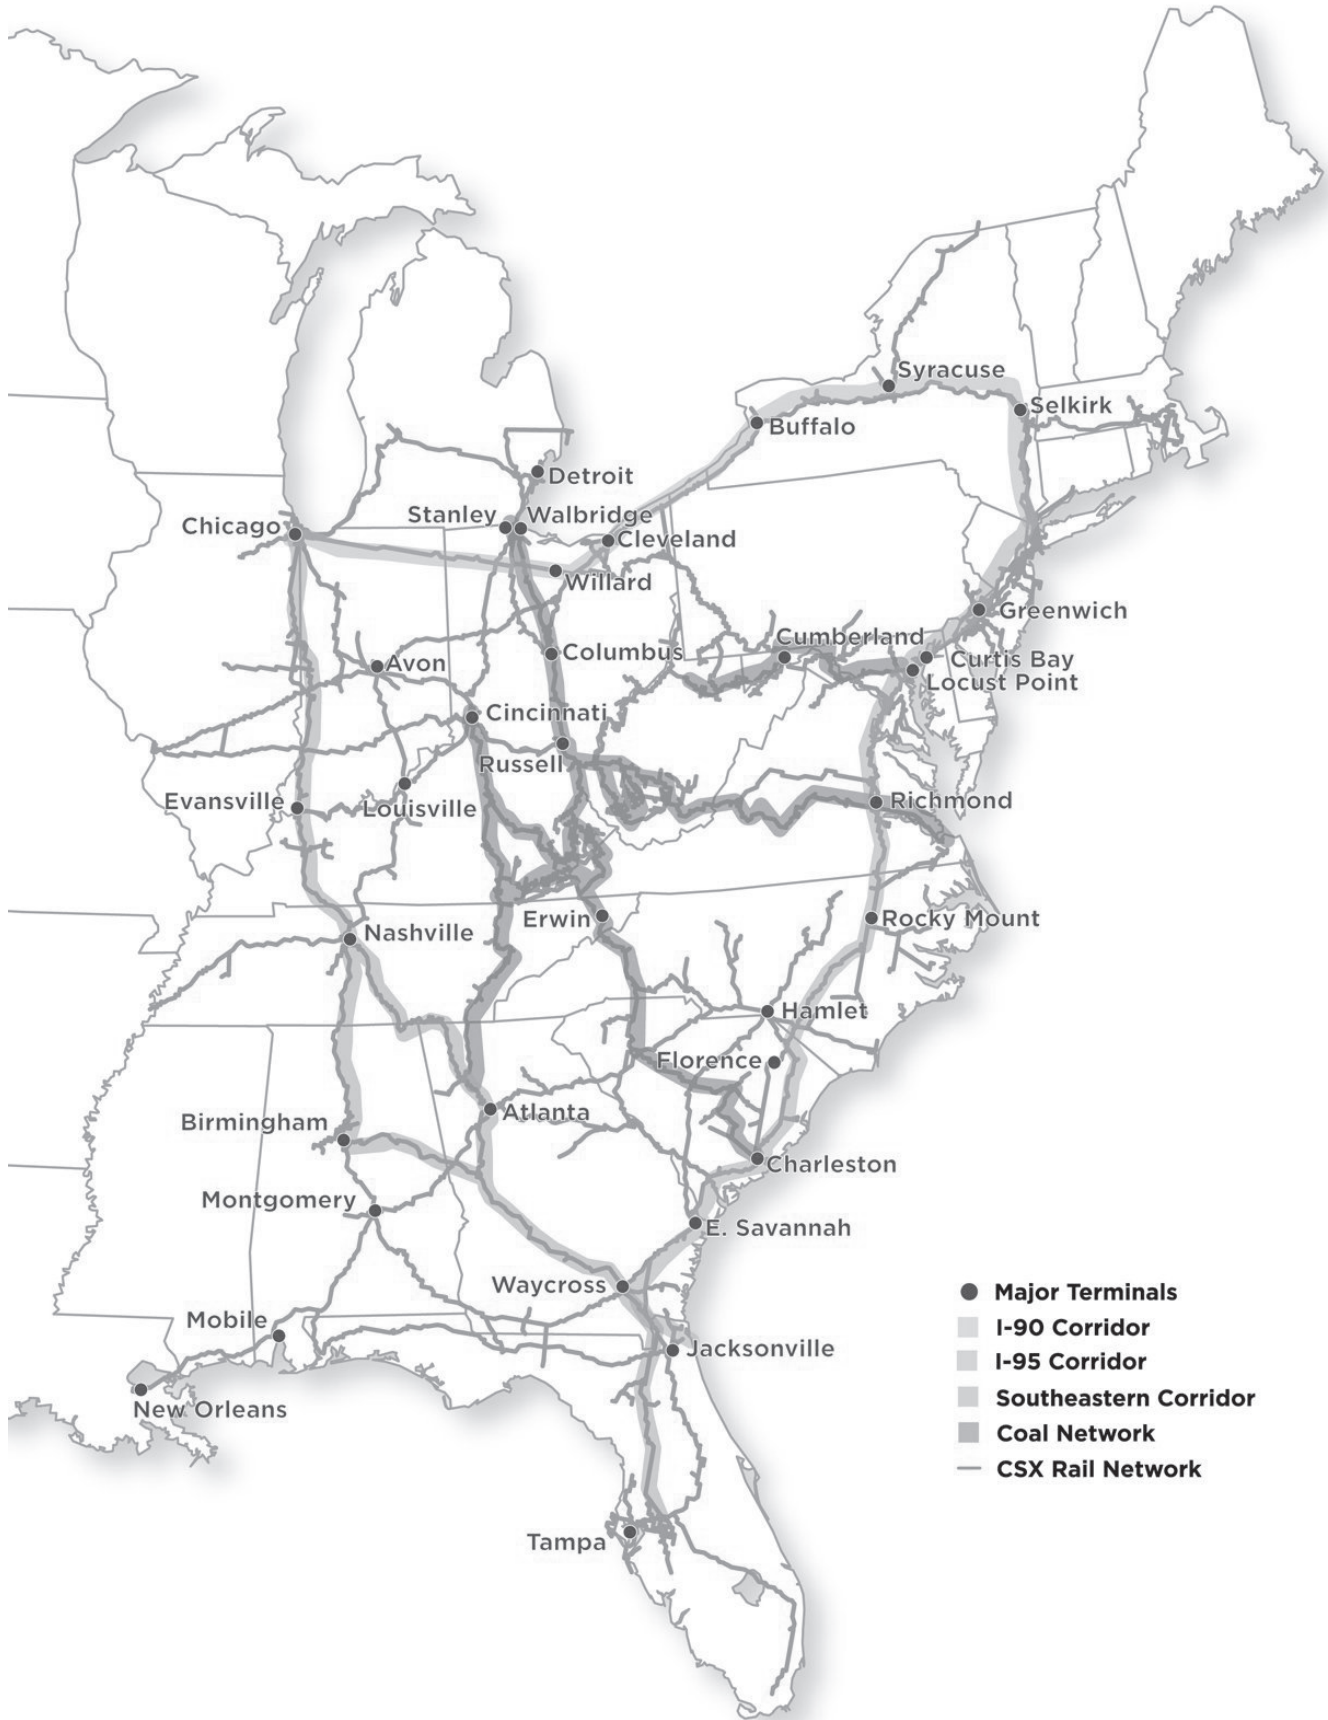 Syracuse
Selkirk
Buffalo
Detroit
Stanley
Walbridge
Chicago
Cleveland
Willard
Greenwich
Cumberland
Columbus
Avon
Curtis Bay
Locust Point
Cincinnati
Russell
Evansville
Louisville
Richmond
Erwin
Rocky Mount
Nashville
Hamlet
Florence
Birmingham
Atlanta
Charleston
Montgomery
E. Savannah
Waycross
Mobile
Jacksonville
New Orleans
Tampa
Major Terminals
I-90 Corridor
I-95 Corridor
Southeastern Corridor
Coal Network
CSX Rail Network